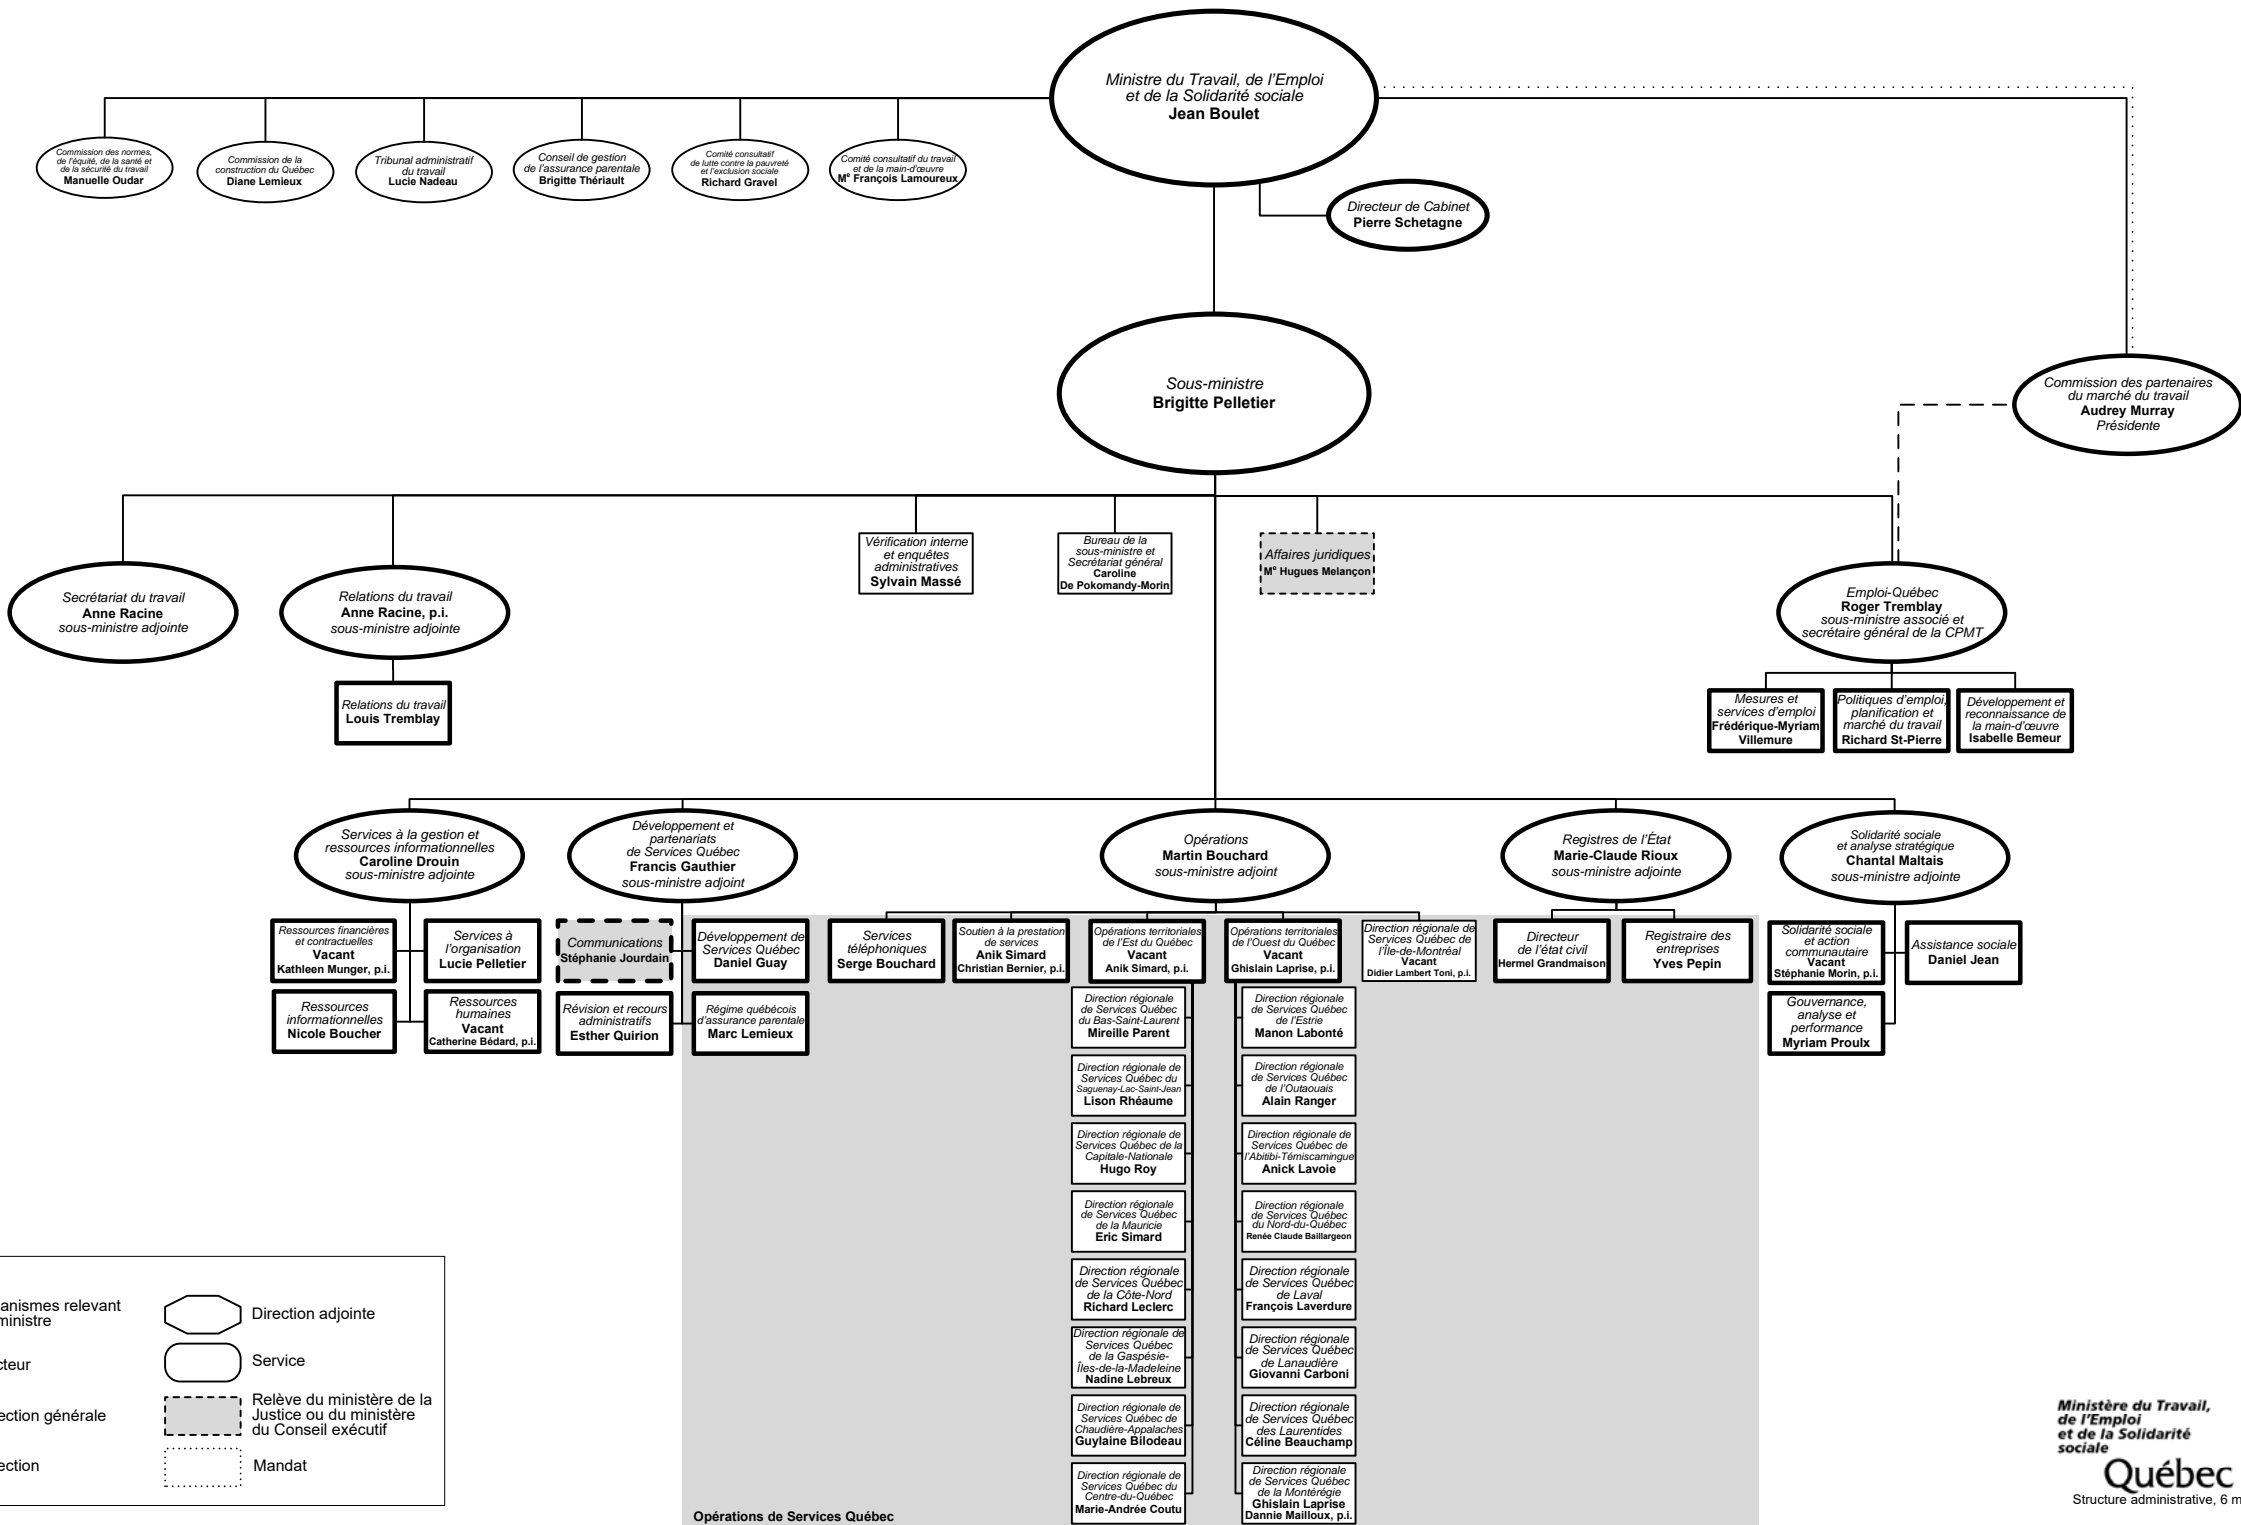 Ministre du Travail, de l'Emploi
et de la Solidarité sociale
Jean Boulet
Commission des normes,
de l'équité, de la santé et
de la sécurité du travail
Manuelle Oudar
Commission de la
construction du Québec
Diane Lemieux
Tribunal administratif
du travail
Lucie Nadeau
Conseil de gestion
de l'assurance parentale
Brigitte Thériault
Comité consultatif
de lutte contre la pauvreté
et l'exclusion sociale
Richard Gravel
Comité consultatif du travail
et de la main-d'œuvre
Me François Lamoureux
Directeur de Cabinet
Pierre Schetagne
Sous-ministre
Brigitte Pelletier
Commission des partenaires
du marché du travail
Audrey Murray
Présidente
Secrétariat du travail
Anne Racine
sous-ministre adjointe
Relations du travail
Anne Racine, p.i.
sous-ministre adjointe
Relations du travail
Louis Tremblay
Vérification interne
et enquêtes
administratives
Sylvain Massé
Bureau de la
sous-ministre et
Secrétariat général
Caroline
De Pokomandy-Morin
Affaires juridiques
Me Hugues Melançon
Emploi-Québec
Roger Tremblay
sous-ministre associé et
secrétaire général de la CPMT
Mesures et
services d'emploi
Frédérique-Myriam
Villemure
Politiques d'emploi,
planification et
marché du travail
Richard St-Pierre
Développement et
reconnaissance de
la main-d'œuvre
Isabelle Bemeur
Services à la gestion et
ressources informationnelles
Caroline Drouin
sous-ministre adjointe
Développement et
partenariats
de Services Québec
Francis Gauthier
sous-ministre adjoint
Opérations
Martin Bouchard
sous-ministre adjoint
Registres de l'État
Marie-Claude Rioux
sous-ministre adjointe
Solidarité sociale
et analyse stratégique
Chantal Maltais
sous-ministre adjointe
Ressources financières
et contractuelles
Vacant
Kathleen Munger, p.i.
Services à
l'organisation
Lucie Pelletier
Ressources
informationnelles
Nicole Boucher
Ressources
humaines
Vacant
Catherine Bédard, p.i.
Communications
Stéphanie Jourdain
Développement de
Services Québec
Daniel Guay
Révision et recours
administratifs
Esther Quirion
Régime québécois
d'assurance parentale
Marc Lemieux
Services
téléphoniques
Serge Bouchard
Soutien à la prestation
de services
Anik Simard
Christian Bernier, p.i.
Opérations territoriales
de l'Est du Québec
Vacant
Anik Simard, p.i.
Opérations territoriales
de l'Ouest du Québec
Vacant
Ghislain Laprise, p.i.
Direction régionale de
Services Québec de
l'Île-de-Montréal
Vacant
Didier Lambert Toni, p.i.
Directeur
de l'état civil
Hermel Grandmaison
Registraire des
entreprises
Yves Pepin
Solidarité sociale
et action
communautaire
Vacant
Stéphanie Morin, p.i.
Assistance sociale
Daniel Jean
Gouvernance,
analyse et
performance
Myriam Proulx
Direction régionale
de Services Québec
du Bas-Saint-Laurent
Mireille Parent
Direction régionale de
Services Québec du
Saguenay-Lac-Saint-Jean
Lison Rhéaume
Direction régionale de
Services Québec de la
Capitale-Nationale
Hugo Roy
Direction régionale
de Services Québec
de la Mauricie
Eric Simard
Direction régionale
de Services Québec
de la Côte-Nord
Richard Leclerc
Direction régionale de
Services Québec
de la Gaspésie-
Îles-de-la-Madeleine
Nadine Lebreux
Direction régionale de
Services Québec de
Chaudière-Appalaches
Guylaine Bilodeau
Direction régionale de
Services Québec du
Centre-du-Québec
Marie-Andrée Coutu
Direction régionale
de Services Québec
de l'Estrie
Manon Labonté
Direction régionale
de Services Québec
de l'Outaouais
Alain Ranger
Direction régionale de
Services Québec de
l'Abitibi-Témiscamingue
Anick Lavoie
Direction régionale
de Services Québec
du Nord-du-Québec
Renée Claude Baillargeon
Direction régionale
de Services Québec
de Laval
François Laverdure
Direction régionale
de Services Québec
de Lanaudière
Giovanni Carboni
Direction régionale
de Services Québec
des Laurentides
Céline Beauchamp
Direction régionale
de Services Québec
de la Montérégie
Ghislain Laprise
Dannie Mailloux, p.i.
Opérations de Services Québec
anismes relevant
ministre
cteur
ection générale
ection
Direction adjointe
Service
Relève du ministère de la
Justice ou du ministère
du Conseil exécutif
Mandat
Ministère du Travail,
de l'Emploi
et de la Solidarité
sociale
Québec
Structure administrative, 6 m